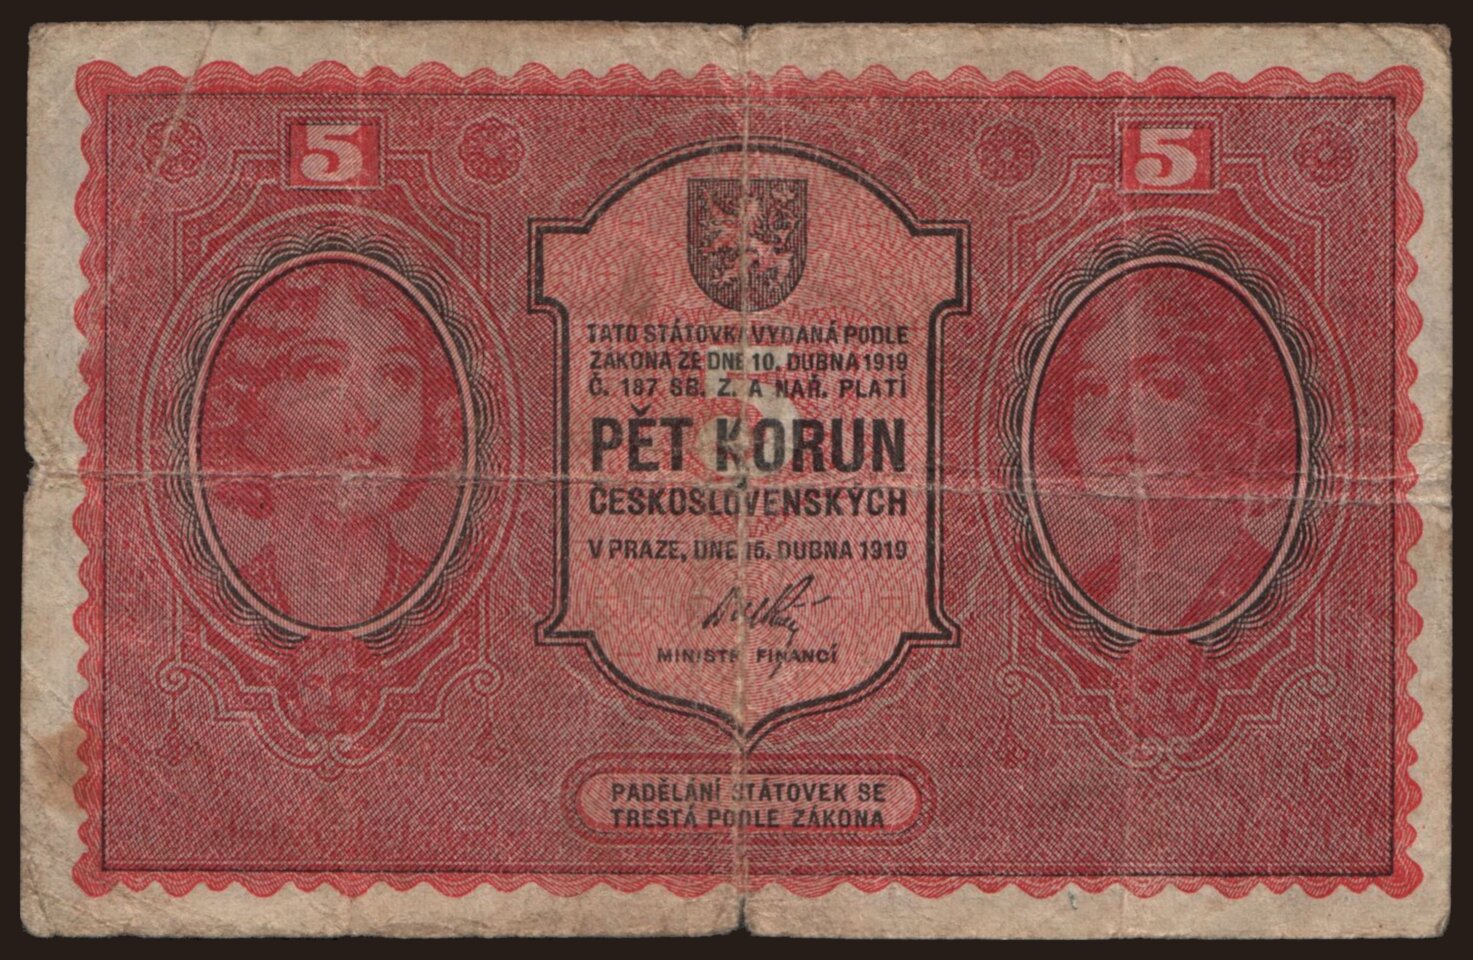 5 5
TATO STÁTOVKA VYDANÁ PODLE
ZÁKONA ZE DNE 10. DUBNA 1919
Č. 187 SB. Z. A NAŘ. PLATÍ
PĚT KORUN
ČESKOSLOVENSKÝCH
V PRAZE, DNE 15. DUBNA 1919
MINISTR FINANCÍ
PADĚLÁNÍ STÁTOVEK SE
TRESTÁ PODLE ZÁKONA